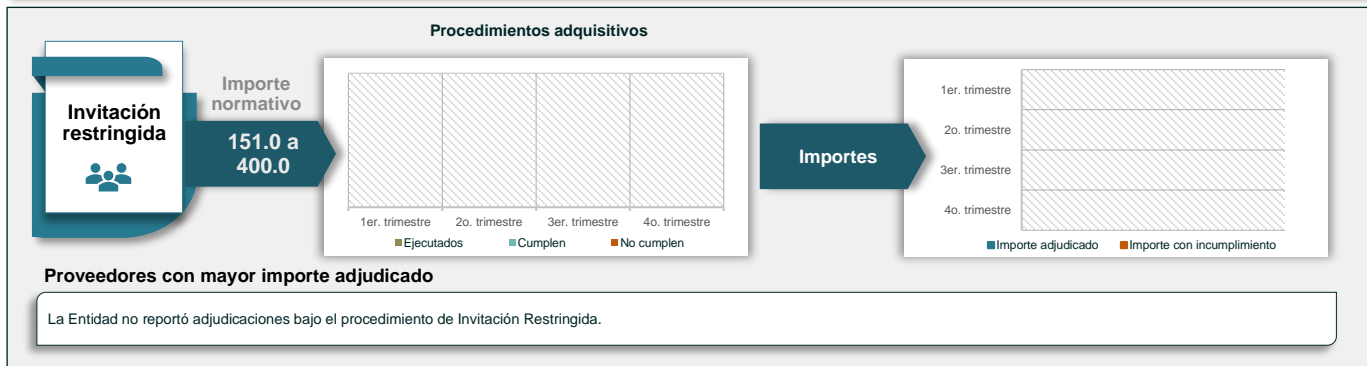 Procedimientos adquisitivos
Invitación
restringida
Importe
normativo
151.0 a
400.0
1er. trimestre 2o. trimestre 3er. trimestre 4o. trimestre
Ejecutados Cumplen No cumplen
Importes
1er. trimestre
2o. trimestre
3er. trimestre
4o. trimestre
Importe adjudicado Importe con incumplimiento
Proveedores con mayor importe adjudicado
La Entidad no reportó adjudicaciones bajo el procedimiento de Invitación Restringida.